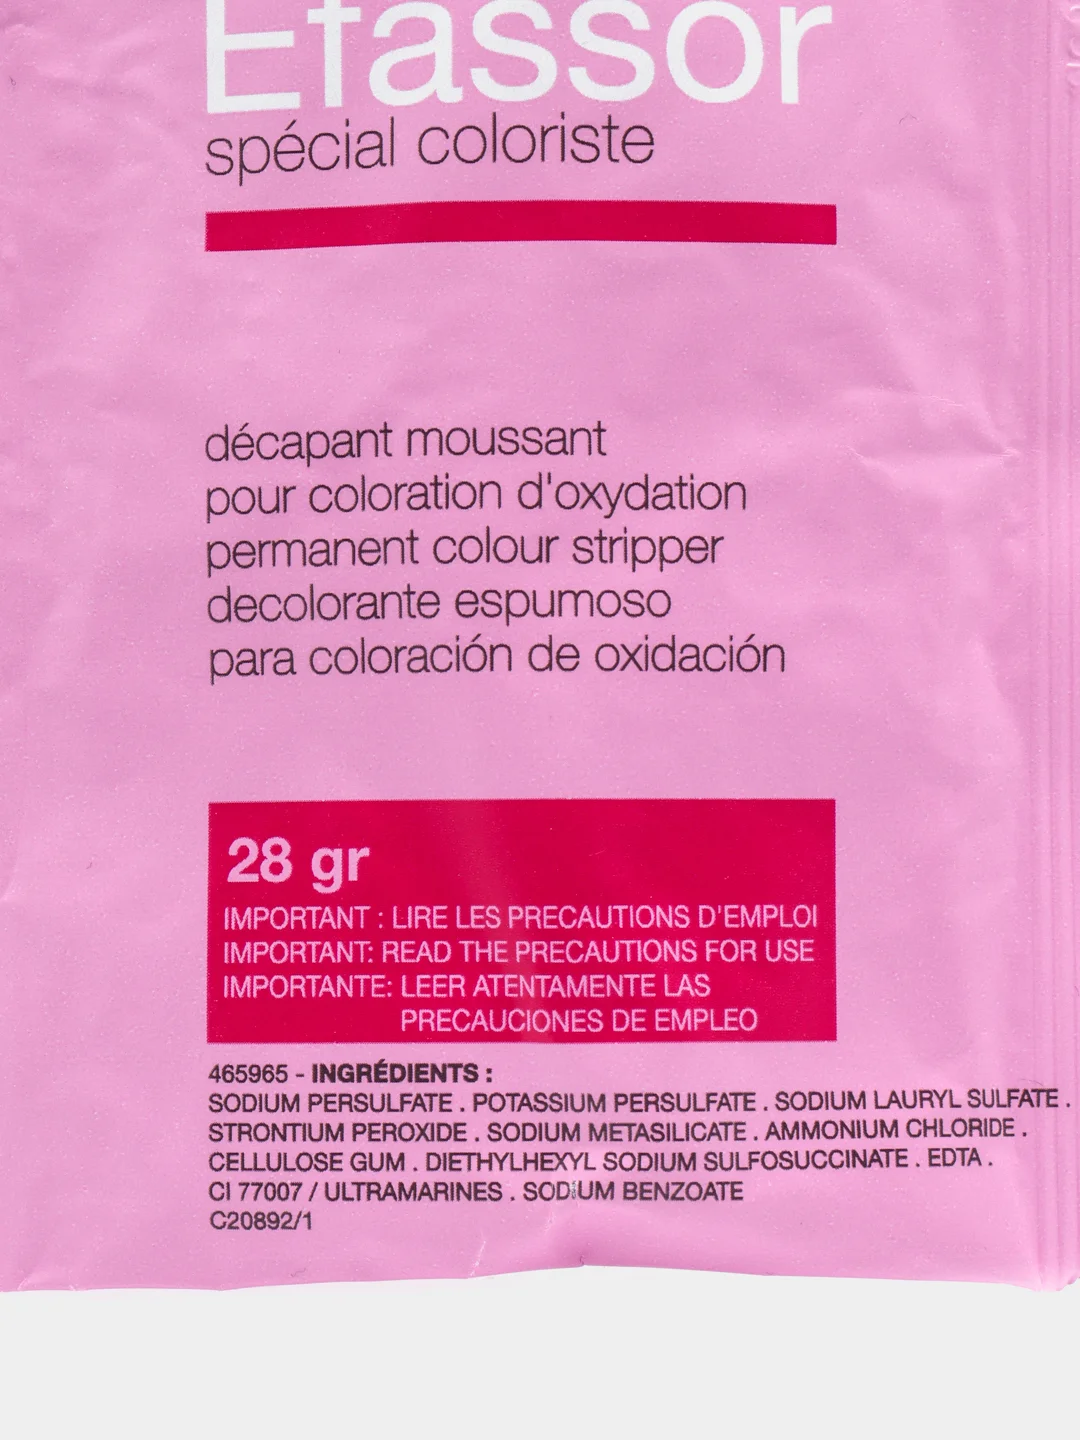 Efassor
spécial coloriste
décapant moussant
pour coloration d'oxydation
permanent colour stripper
decolorante espumoso
para coloración de oxidación
28 gr
IMPORTANT : LIRE LES PRECAUTIONS D'EMPLOI
IMPORTANT: READ THE PRECAUTIONS FOR USE
IMPORTANTE: LEER ATENTAMENTE LAS
PRECAUCIONES DE EMPLEO
465965 - INGRÉDIENTS :
SODIUM PERSULFATE . POTASSIUM PERSULFATE . SODIUM LAURYL SULFATE .
STRONTIUM PEROXIDE . SODIUM METASILICATE . AMMONIUM CHLORIDE .
CELLULOSE GUM . DIETHYLHEXYL SODIUM SULFOSUCCINATE . EDTA .
CI 77007 / ULTRAMARINES . SODIUM BENZOATE
C20892/1